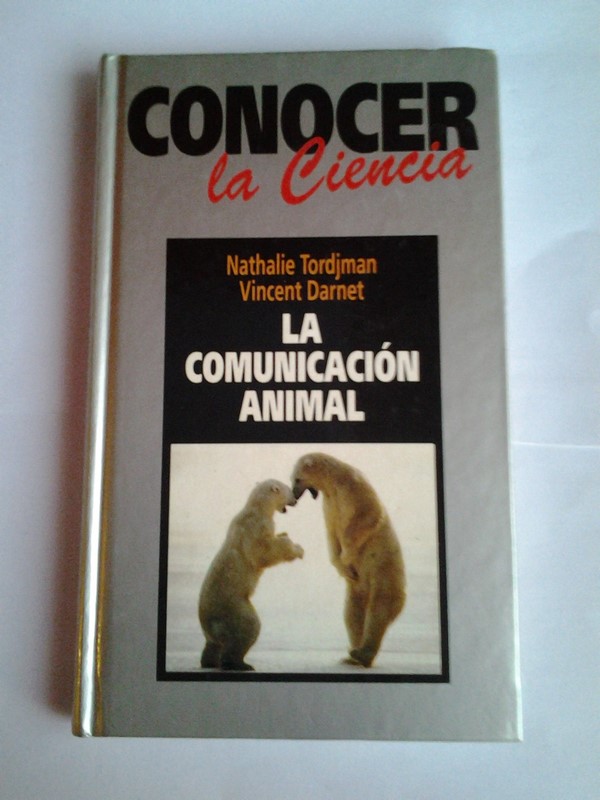 CONOCER
la Ciencia
Nathalie Tordjman
Vincent Darnet
LA
COMUNICACIÓN
ANIMAL